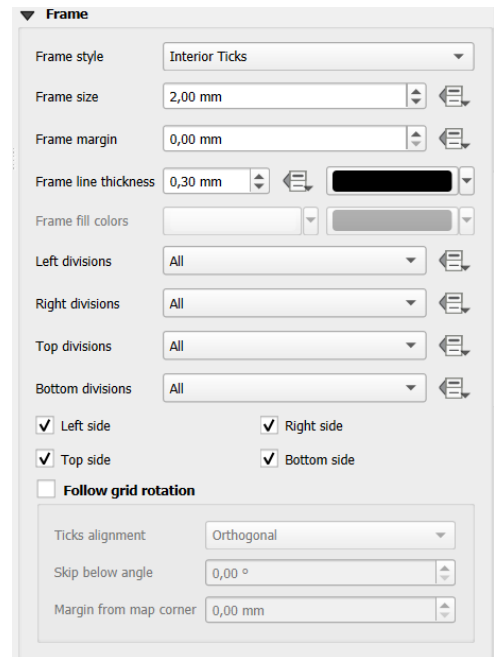 Frame
Frame style Interior Ticks
Frame size 2,00 mm
Frame margin 0,00 mm
Frame line thickness 0,30 mm
Frame fill colors
Left divisions All
Right divisions All
Top divisions All
Bottom divisions All
Left side Right side
Top side Bottom side
Follow grid rotation
Ticks alignment Orthogonal
Skip below angle 0,00 °
Margin from map corner 0,00 mm